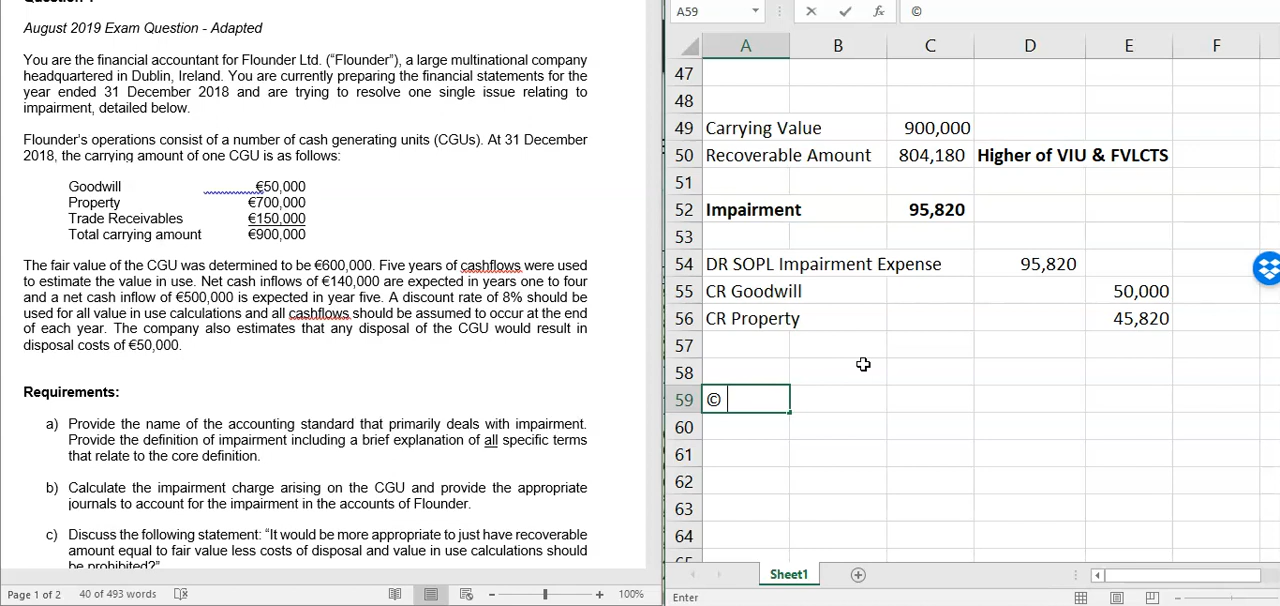 August 2019 Exam Question - Adapted
You are the financial accountant for Flounder Ltd. ("Flounder"), a large multinational company
headquartered in Dublin, Ireland. You are currently preparing the financial statements for the
year ended 31 December 2018 and are trying to resolve one single issue relating to
impairment, detailed below.
Flounder's operations consist of a number of cash generating units (CGUs). At 31 December
2018, the carrying amount of one CGU is as follows:
Goodwill €50,000
Property €700,000
Trade Receivables €150,000
Total carrying amount €900,000
The fair value of the CGU was determined to be €600,000. Five years of cashflows were used
to estimate the value in use. Net cash inflows of €140,000 are expected in years one to four
and a net cash inflow of €500,000 is expected in year five. A discount rate of 8% should be
used for all value in use calculations and all cashflows should be assumed to occur at the end
of each year. The company also estimates that any disposal of the CGU would result in
disposal costs of €50,000.
Requirements:
a) Provide the name of the accounting standard that primarily deals with impairment.
Provide the definition of impairment including a brief explanation of all specific terms
that relate to the core definition.
b) Calculate the impairment charge arising on the CGU and provide the appropriate
journals to account for the impairment in the accounts of Flounder.
c) Discuss the following statement: "It would be more appropriate to just have recoverable
amount equal to fair value less costs of disposal and value in use calculations should
be prohibited?"
Page 1 of 2 40 of 493 words 100%
A59 fx ©
A B C D E F
47
48
49 Carrying Value 900,000
50 Recoverable Amount 804,180 Higher of VIU & FVLCTS
51
52 Impairment 95,820
53
54 DR SOPL Impairment Expense 95,820
55 CR Goodwill 50,000
56 CR Property 45,820
57
58
59 ©
60
61
62
63
64
Sheet1
Enter